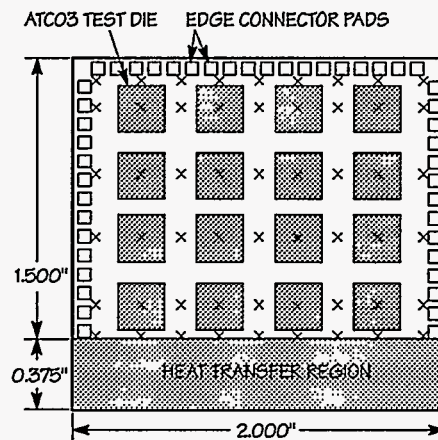 ATC03 TEST DIE EDGE CONNECTOR PADS
1.500"
0.375"
HEAT TRANSFER REGION
2.000"